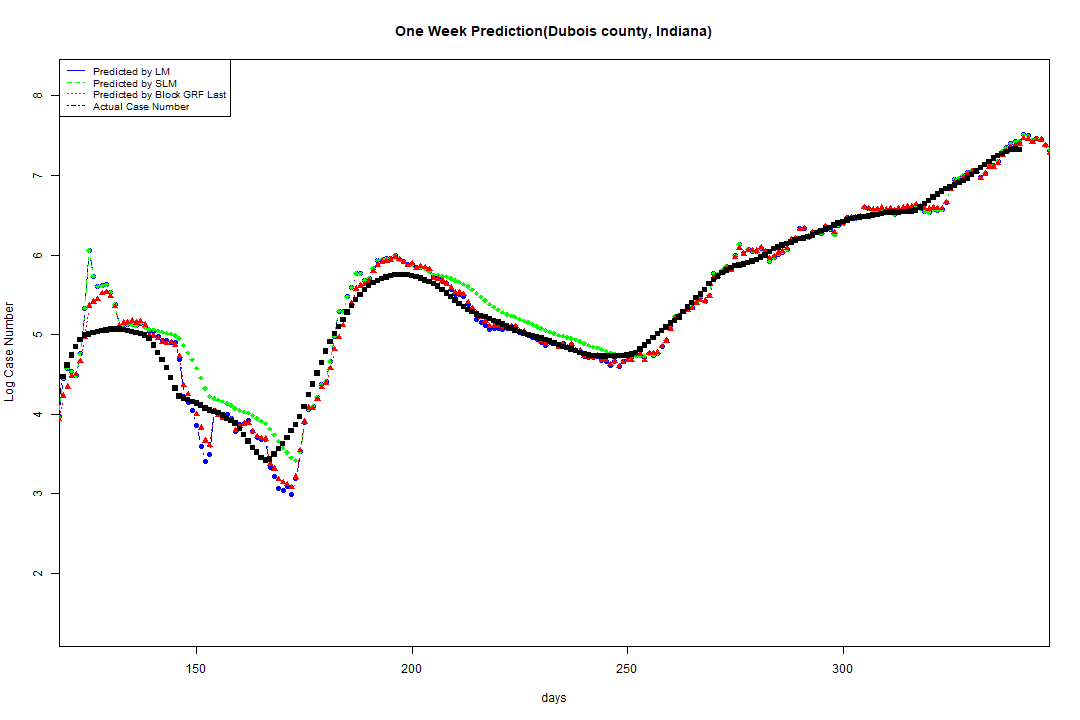 One Week Prediction(Dubois county, Indiana)
Predicted by LM
Predicted by SLM
Predicted by Block GRF Last
Actual Case Number
8
7
6
5
4
3
2
Log Case Number
150 200 250 300
days